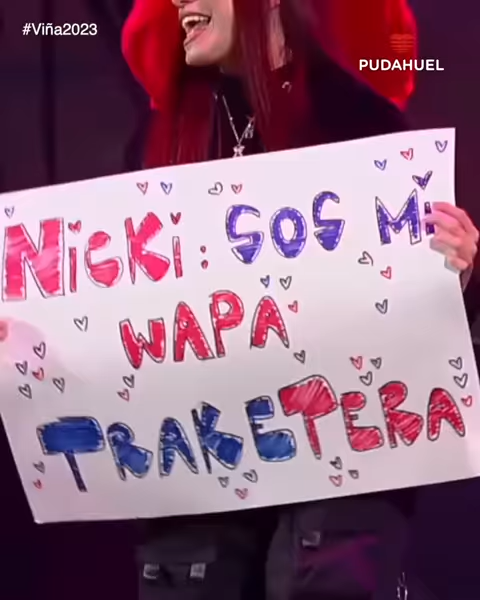 #Viña2023
PUDAHUEL
NiCKi: SOS Mi
WAPA
TRAKETERA